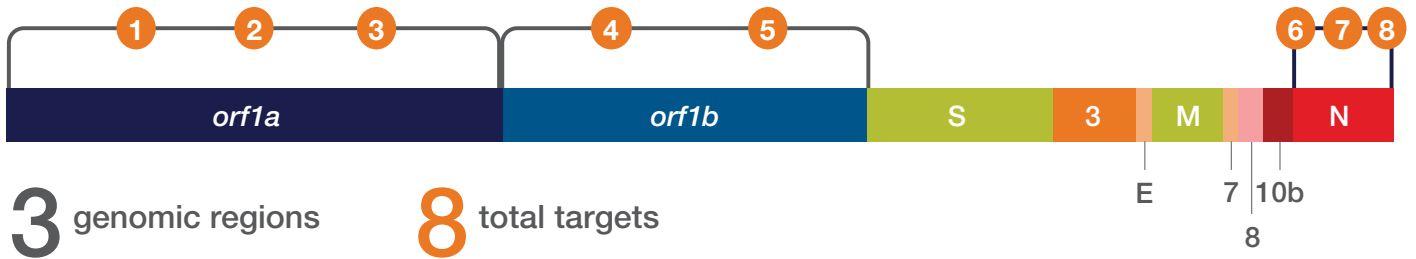 1 2 3 4 5 6 7 8
orf1a orf1b S 3 M N
E 7 10b
8
3 genomic regions 8 total targets